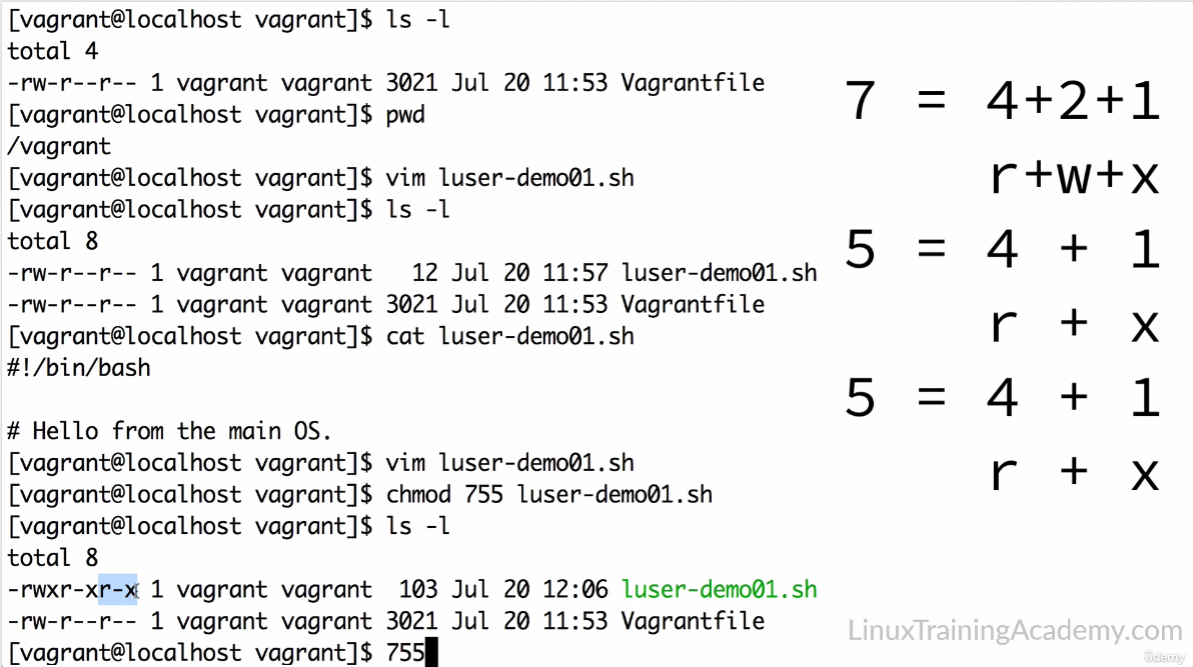 [vagrant@localhost vagrant]$ ls -l
total 4
-rw-r--r-- 1 vagrant vagrant 3021 Jul 20 11:53 Vagrantfile
[vagrant@localhost vagrant]$ pwd
/vagrant
[vagrant@localhost vagrant]$ vim luser-demo01.sh
[vagrant@localhost vagrant]$ ls -l
total 8
-rw-r--r-- 1 vagrant vagrant   12 Jul 20 11:57 luser-demo01.sh
-rw-r--r-- 1 vagrant vagrant 3021 Jul 20 11:53 Vagrantfile
[vagrant@localhost vagrant]$ cat luser-demo01.sh
#!/bin/bash
# Hello from the main OS.
[vagrant@localhost vagrant]$ vim luser-demo01.sh
[vagrant@localhost vagrant]$ chmod 755 luser-demo01.sh
[vagrant@localhost vagrant]$ ls -l
total 8
-rwxr-xr-x 1 vagrant vagrant  103 Jul 20 12:06 luser-demo01.sh
-rw-r--r-- 1 vagrant vagrant 3021 Jul 20 11:53 Vagrantfile
[vagrant@localhost vagrant]$ 755
7 = 4+2+1
r+w+x
5 = 4 + 1
r + x
5 = 4 + 1
r + x
LinuxTrainingAcademy.com
ûdemy